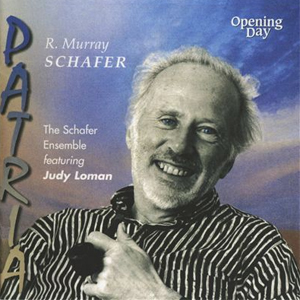 PATRIA
R. Murray
SCHAFER
Opening
Day
The Schafer
Ensemble
featuring
Judy Loman